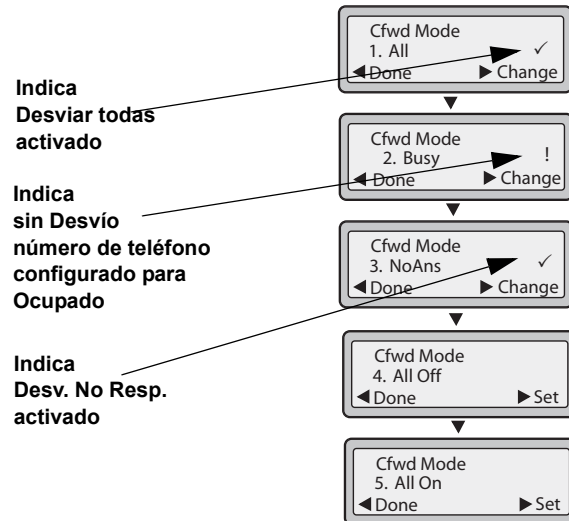 Cfwd Mode
1. All ✓
◀Done ▶Change
▼
Indica
Desviar todas
activado
Cfwd Mode
2. Busy !
◀Done ▶Change
▼
Indica
sin Desvío
número de teléfono
configurado para
Ocupado
Cfwd Mode
3. NoAns ✓
◀Done ▶Change
▼
Indica
Desv. No Resp.
activado
Cfwd Mode
4. All Off
◀Done ▶Set
▼
Cfwd Mode
5. All On
◀Done ▶Set